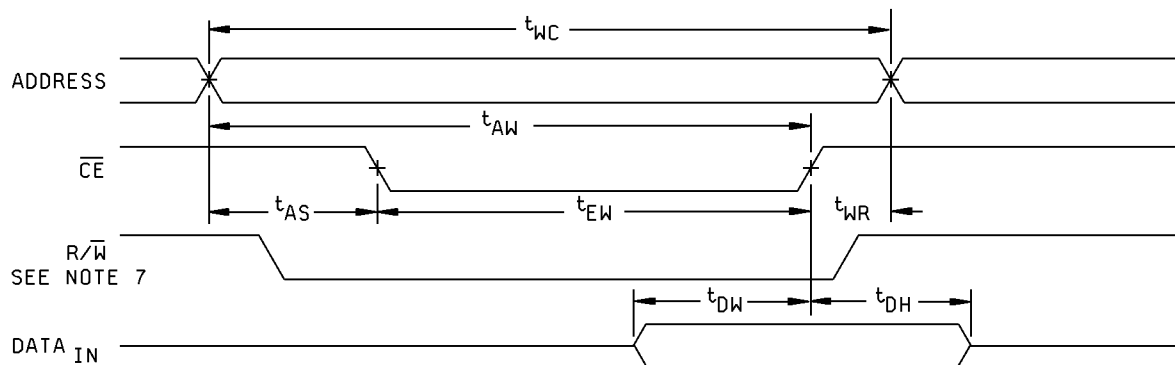 tWC
ADDRESS
tAW
CE
tAS
tEW
tWR
R/W
SEE NOTE 7
tDW
tDH
DATA IN